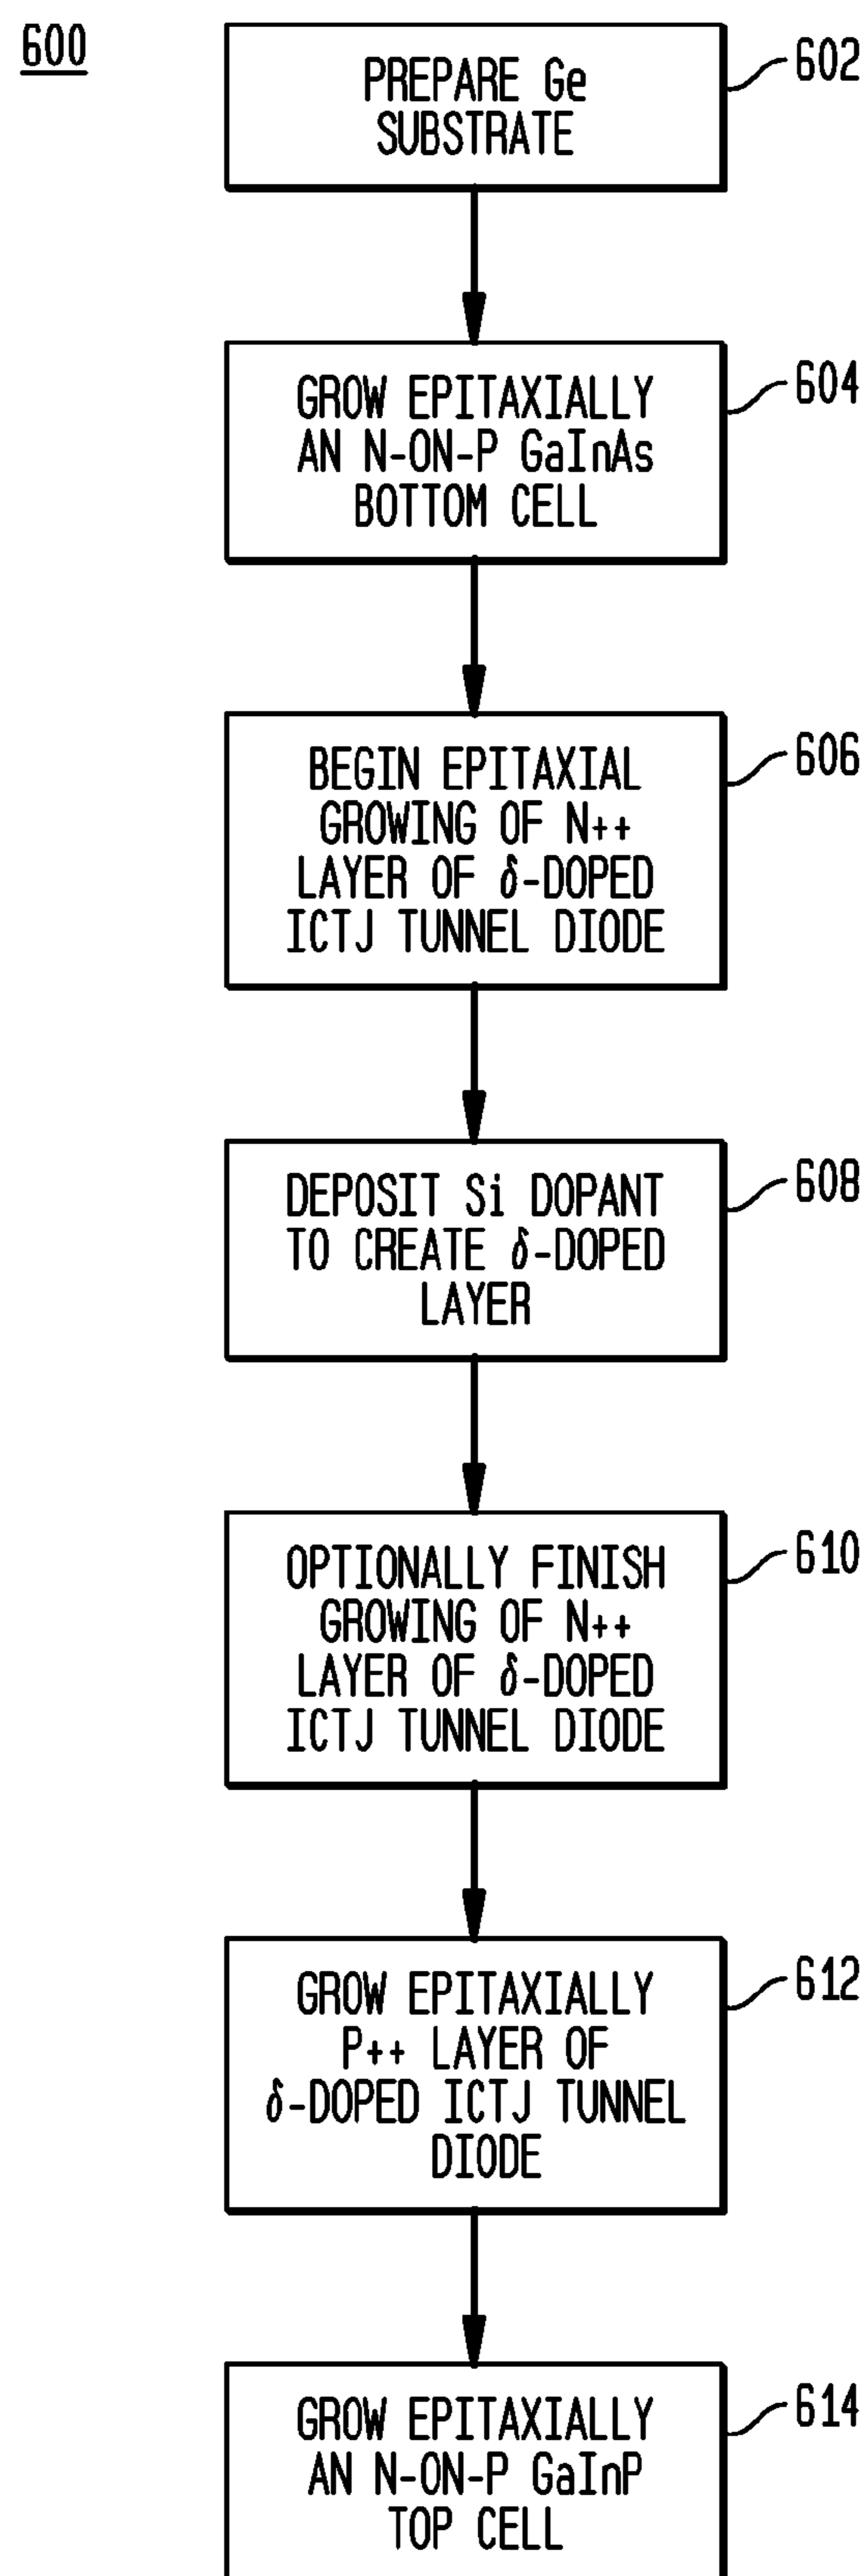 600
PREPARE Ge
SUBSTRATE
602
GROW EPITAXIALLY
AN N-ON-P GaInAs
BOTTOM CELL
604
BEGIN EPITAXIAL
GROWING OF N++
LAYER OF δ-DOPED
ICTJ TUNNEL DIODE
606
DEPOSIT Si DOPANT
TO CREATE δ-DOPED
LAYER
608
OPTIONALLY FINISH
GROWING OF N++
LAYER OF δ-DOPED
ICTJ TUNNEL DIODE
610
GROW EPITAXIALLY
P++ LAYER OF
δ-DOPED ICTJ TUNNEL
DIODE
612
GROW EPITAXIALLY
AN N-ON-P GaInP
TOP CELL
614